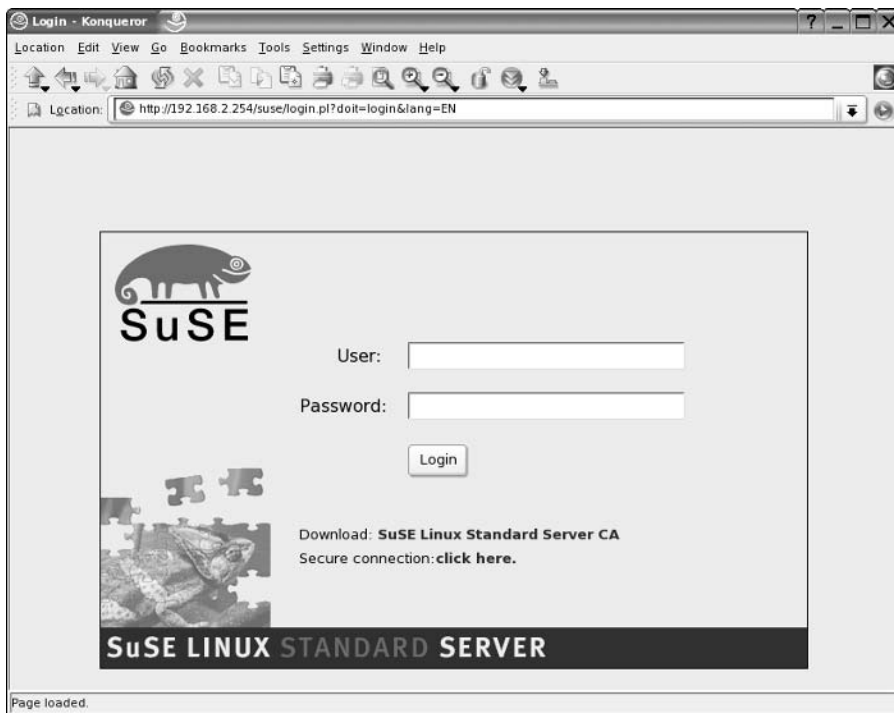 Login - Konqueror
Location Edit View Go Bookmarks Tools Settings Window Help
Location: http://192.168.2.254/suse/login.pl?doit=login&lang=EN
SuSE
User:
Password:
Login
Download: SuSE Linux Standard Server CA
Secure connection:click here.
SuSE LINUX STANDARD SERVER
Page loaded.